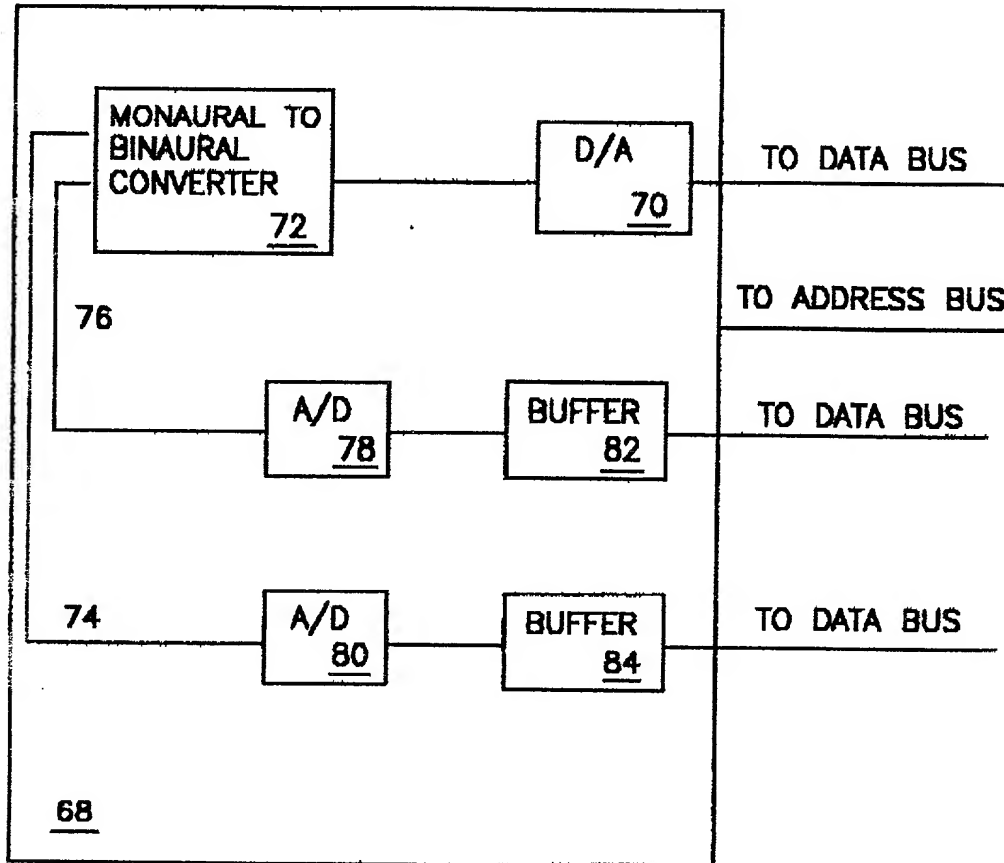 MONAURAL TO
BINAURAL
CONVERTER
72
D/A
70
TO DATA BUS
TO ADDRESS BUS
76
A/D
78
BUFFER
82
TO DATA BUS
74
A/D
80
BUFFER
84
TO DATA BUS
68